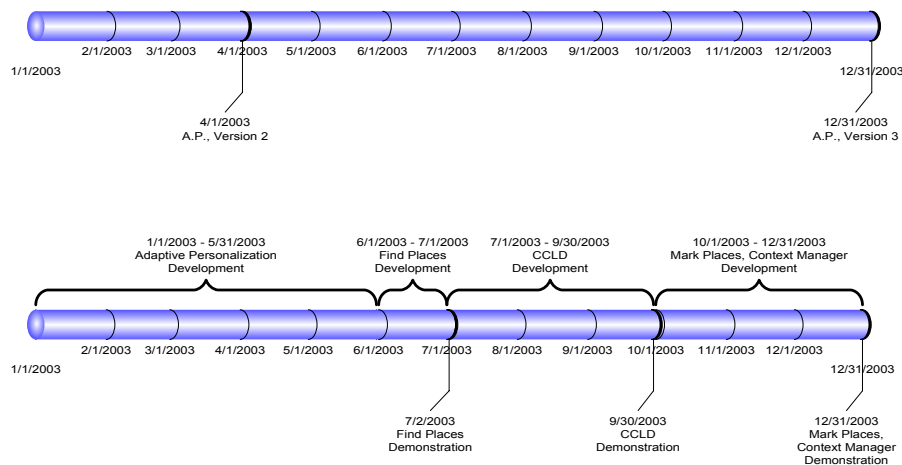 2/1/2003 3/1/2003 4/1/2003 5/1/2003 6/1/2003 7/1/2003 8/1/2003 9/1/2003 10/1/2003 11/1/2003 12/1/2003
1/1/2003 12/31/2003
4/1/2003
A.P., Version 2
12/31/2003
A.P., Version 3
1/1/2003 - 5/31/2003
Adaptive Personalization
Development
6/1/2003 - 7/1/2003
Find Places
Development
7/1/2003 - 9/30/2003
CCLD
Development
10/1/2003 - 12/31/2003
Mark Places, Context Manager
Development
2/1/2003 3/1/2003 4/1/2003 5/1/2003 6/1/2003 7/1/2003 8/1/2003 9/1/2003 10/1/2003 11/1/2003 12/1/2003
1/1/2003 12/31/2003
7/2/2003
Find Places
Demonstration
9/30/2003
CCLD
Demonstration
12/31/2003
Mark Places,
Context Manager
Demonstration